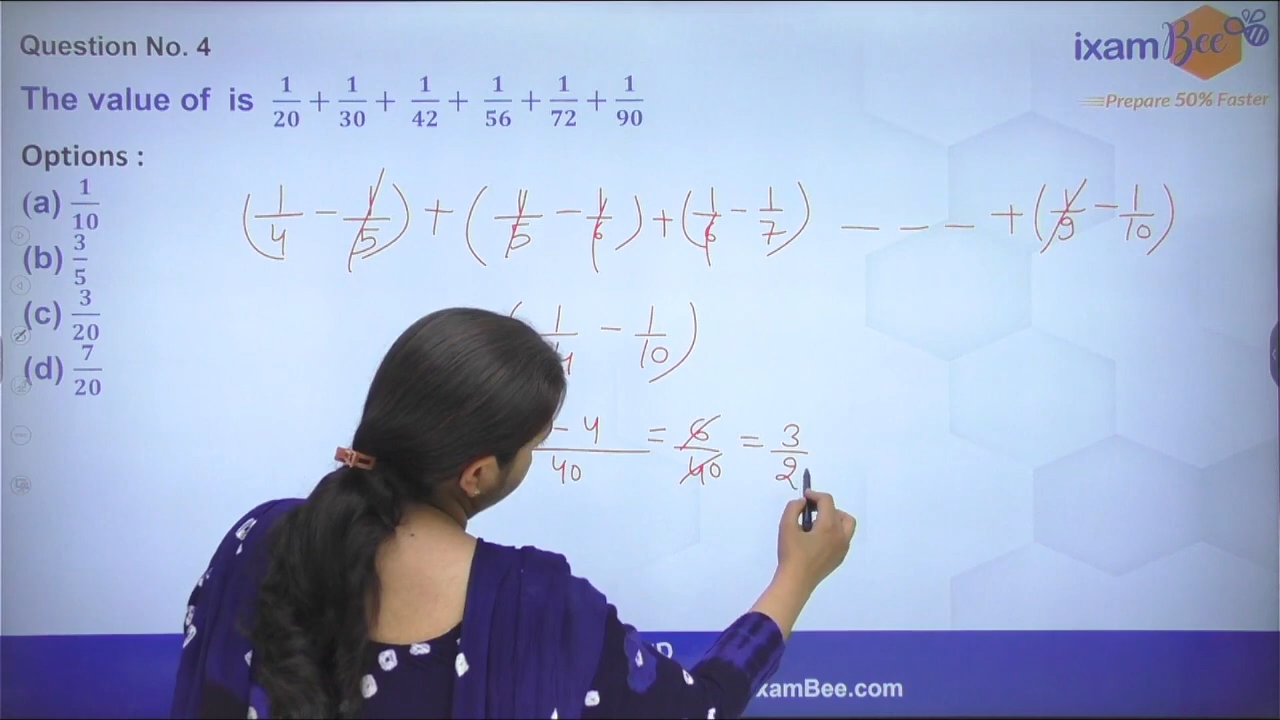 Question No. 4
ixamBee
Prepare 50% Faster
The value of is 1/20 + 1/30 + 1/42 + 1/56 + 1/72 + 1/90
Options :
(a) 1/10
(b) 3/5
(c) 3/20
(d) 7/20
(1/4 - 1/5) + (1/5 - 1/6) + (1/6 - 1/7) _ _ _ + (1/9 - 1/10)
(1/4 - 1/10)
- 4 / 40 = 6/40 = 3/2
xamBee.com